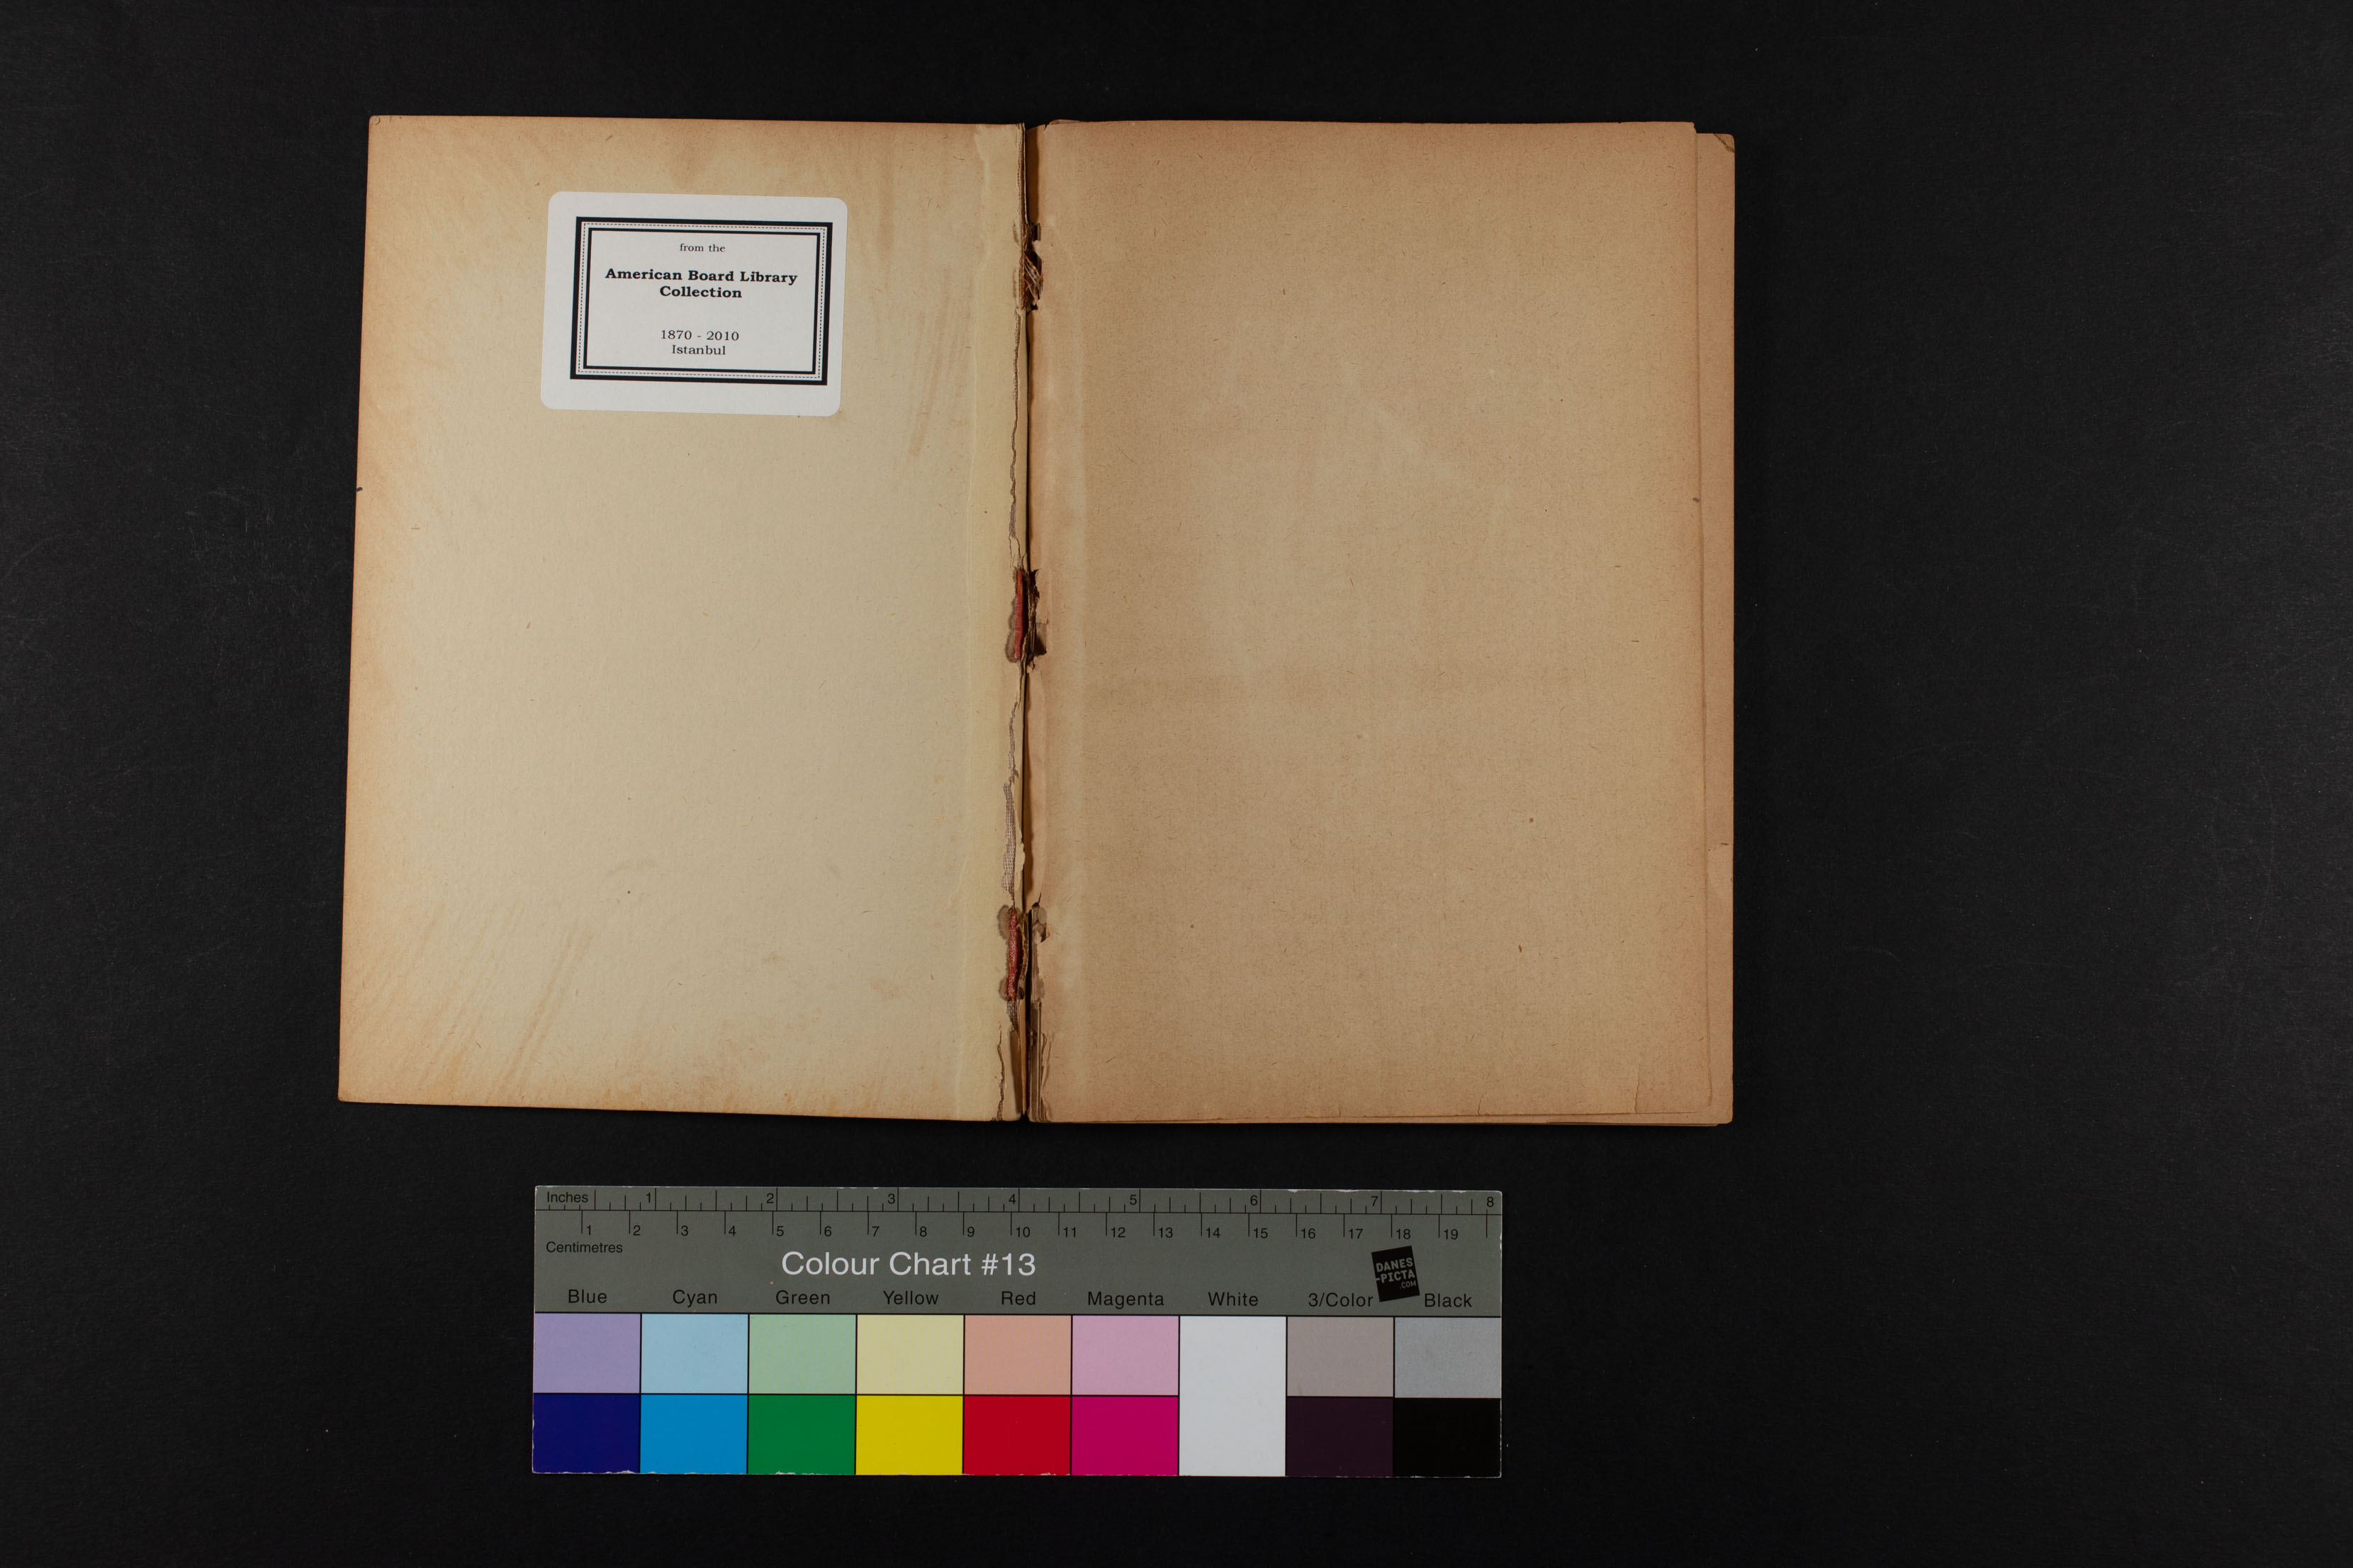 from the
American Board Library
Collection
1870 - 2010
Istanbul
Inches 1 2 3 4 5 6 7 8
1 2 3 4 5 6 7 8 9 10 11 12 13 14 15 16 17 18 19
Centimetres
Colour Chart #13
DANES
-PICTA
.COM
Blue Cyan Green Yellow Red Magenta White 3/Color Black